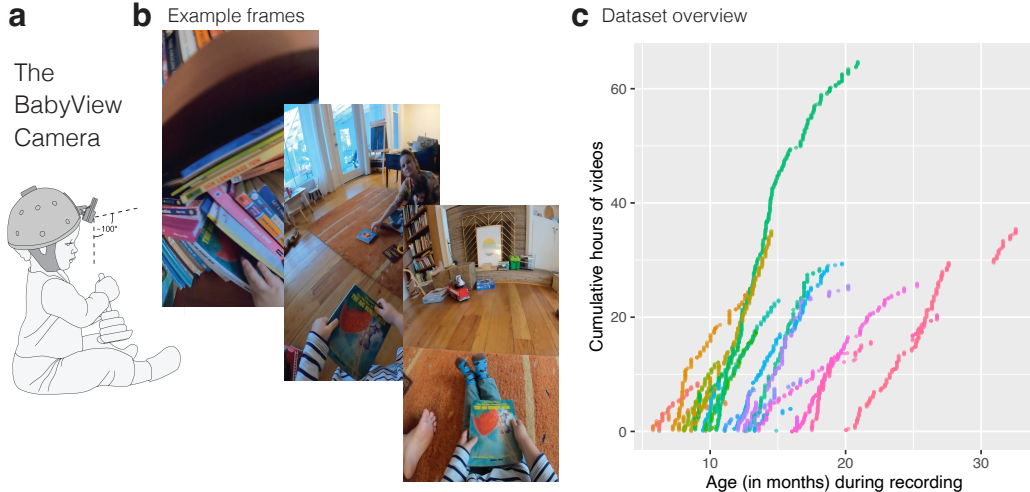 a
The
BabyView
Camera
~100°
b Example frames
c Dataset overview
Cumulative hours of videos
60
40
20
0
10
20
30
Age (in months) during recording